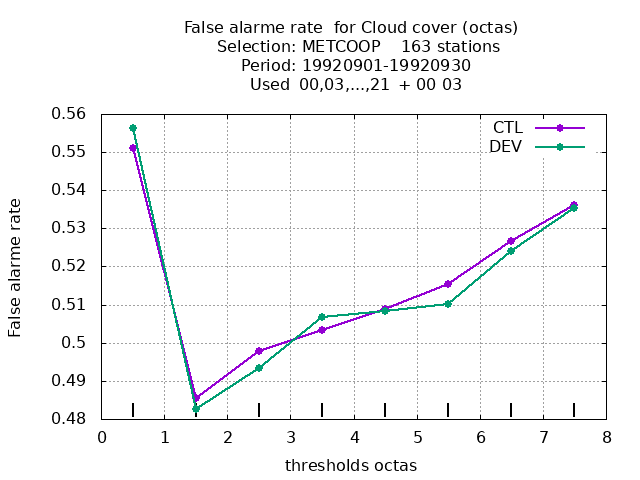 False alarme rate  for Cloud cover (octas)
Selection: METCOOP    163 stations
Period: 19920901-19920930
Used  00,03,...,21  + 00 03
CTL
DEV
0.56
0.55
0.54
0.53
0.52
0.51
0.5
0.49
0.48
False alarme rate
0 1 2 3 4 5 6 7 8
thresholds octas